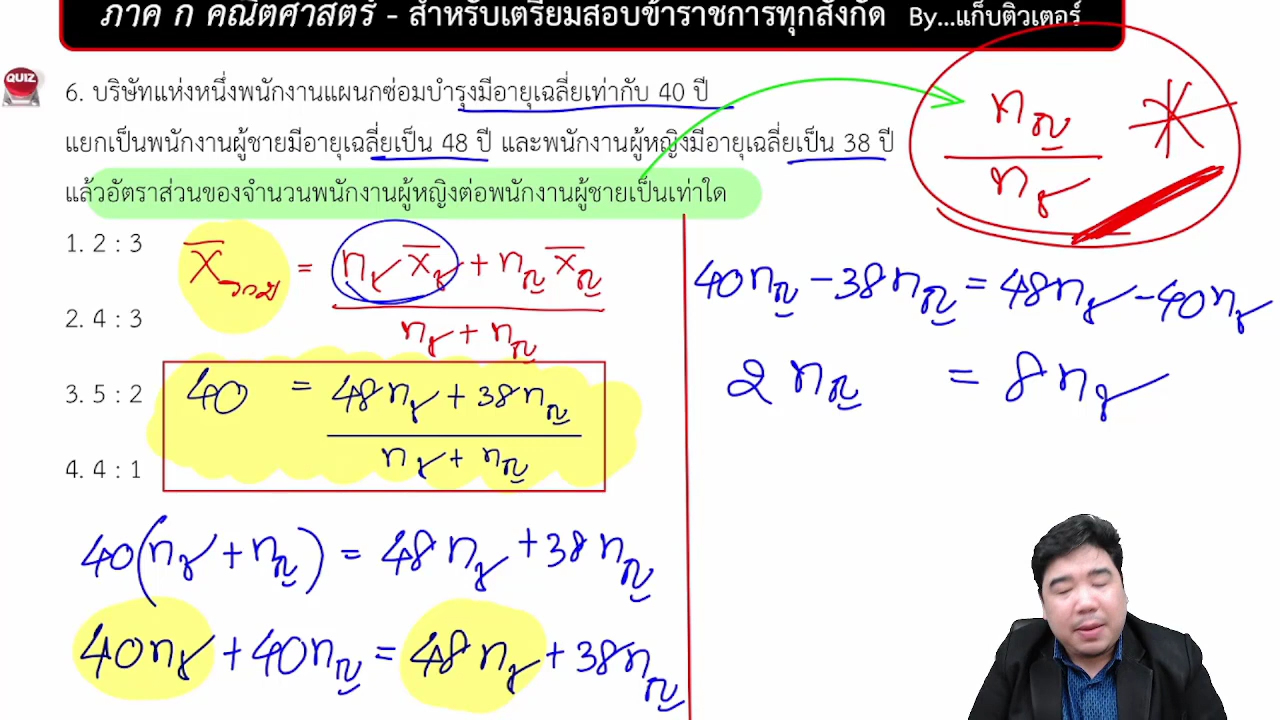 ภาค ก คณิตศาสตร์ - สำหรับเตรียมสอบข้าราชการทุกสังกัด By...แก็บติวเตอร์
QUIZ
6. บริษัทแห่งหนึ่งพนักงานแผนกซ่อมบำรุงมีอายุเฉลี่ยเท่ากับ 40 ปี
แยกเป็นพนักงานผู้ชายมีอายุเฉลี่ยเป็น 48 ปี และพนักงานผู้หญิงมีอายุเฉลี่ยเป็น 38 ปี
แล้วอัตราส่วนของจำนวนพนักงานผู้หญิงต่อพนักงานผู้ชายเป็นเท่าใด
nญ
nช
1. 2 : 3
2. 4 : 3
3. 5 : 2
4. 4 : 1
x̄รวม = nช x̄ช + nญ x̄ญ
nช + nญ
40 = 48nช + 38nญ
nช + nญ
40(nช + nญ) = 48nช + 38nญ
40nช + 40nญ = 48nช + 38nญ
40nญ - 38nญ = 48nช - 40nช
2nญ = 8nช